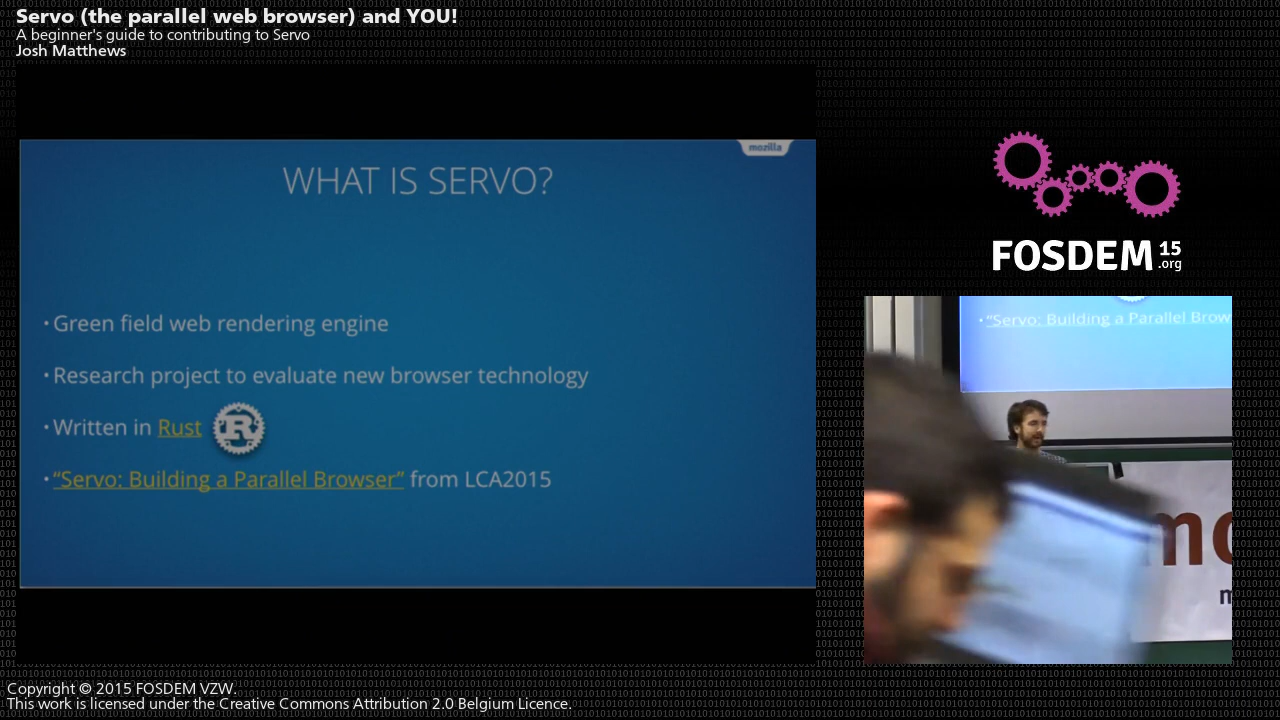 Servo (the parallel web browser) and YOU!
A beginner's guide to contributing to Servo
Josh Matthews
mozilla
WHAT IS SERVO?
· Green field web rendering engine
· Research project to evaluate new browser technology
· Written in Rust R
· “Servo: Building a Parallel Browser” from LCA2015
FOSDEM 15
.org
· “Servo: Building a Parallel Brow
mo
m
Copyright © 2015 FOSDEM VZW.
This work is licensed under the Creative Commons Attribution 2.0 Belgium Licence.